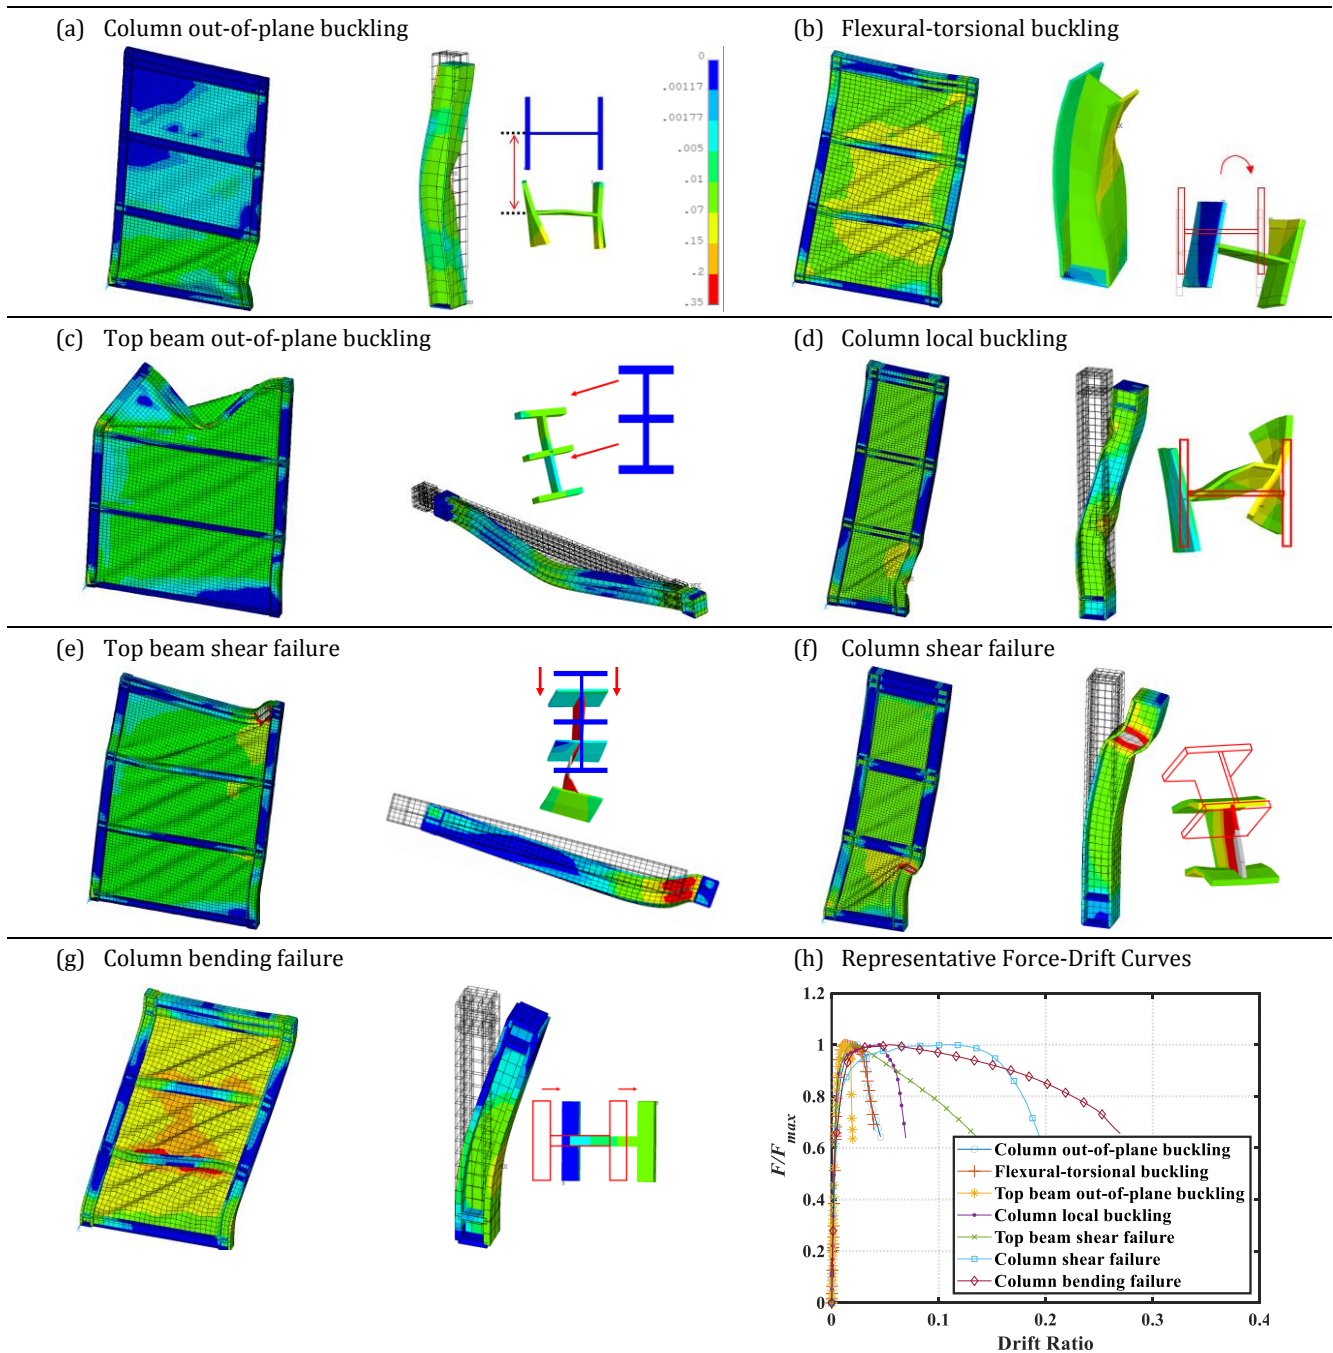 (a) Column out-of-plane buckling
(b) Flexural-torsional buckling
0
.00117
.00177
.005
.01
.07
.15
.2
.35
(c) Top beam out-of-plane buckling
(d) Column local buckling
(e) Top beam shear failure
(f) Column shear failure
(g) Column bending failure
(h) Representative Force-Drift Curves
1.2
1
0.8
0.6
0.4
0.2
0
F/Fmax
Column out-of-plane buckling
Flexural-torsional buckling
Top beam out-of-plane buckling
Column local buckling
Top beam shear failure
Column shear failure
Column bending failure
0 0.1 0.2 0.3 0.4
Drift Ratio